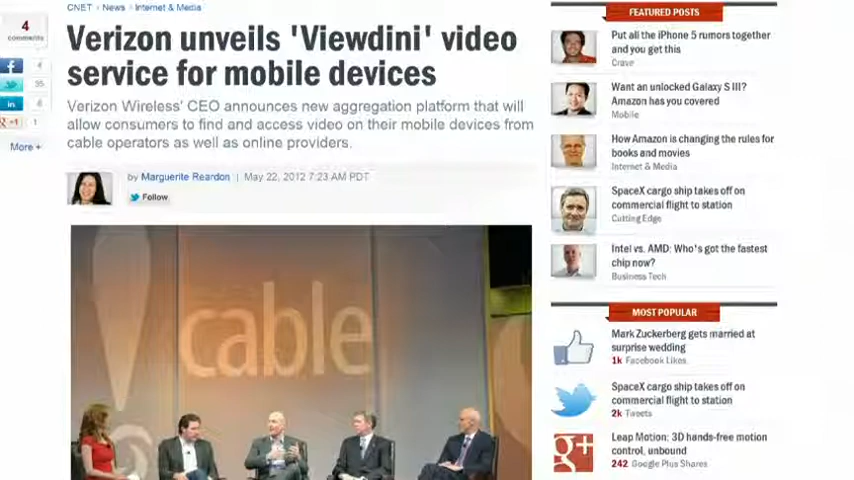 CNET › News › Internet & Media
4
comments
Verizon unveils 'Viewdini' video
service for mobile devices
Verizon Wireless' CEO announces new aggregation platform that will
allow consumers to find and access video on their mobile devices from
cable operators as well as online providers.
More +
by Marguerite Reardon | May 22, 2012 7:23 AM PDT
Follow
cable
FEATURED POSTS
Put all the iPhone 5 rumors together
and you get this
Crave
Want an unlocked Galaxy S III?
Amazon has you covered
Mobile
How Amazon is changing the rules for
books and movies
Internet & Media
SpaceX cargo ship takes off on
commercial flight to station
Cutting Edge
Intel vs. AMD: Who's got the fastest
chip now?
Business Tech
MOST POPULAR
Mark Zuckerberg gets married at
surprise wedding
1k Facebook Likes
SpaceX cargo ship takes off on
commercial flight to station
2k Tweets
Leap Motion: 3D hands-free motion
control, unbound
242 Google Plus Shares